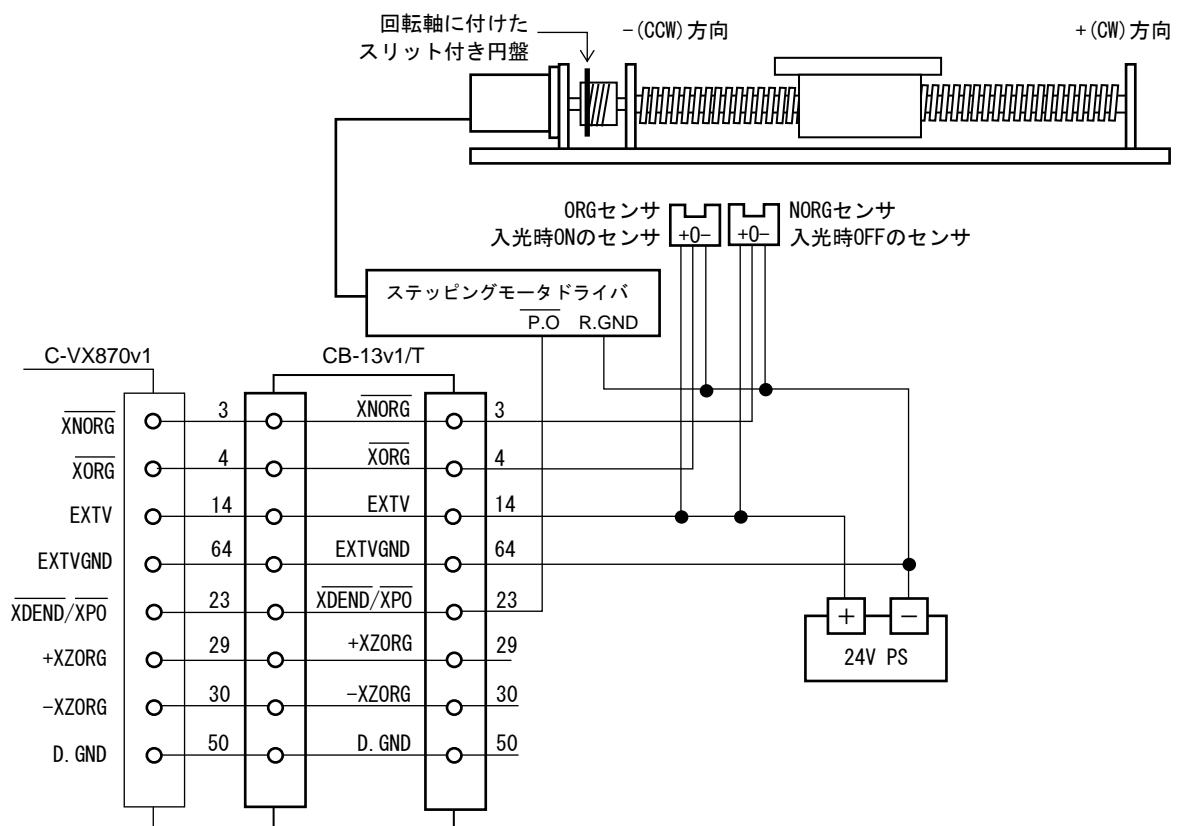 回転軸に付けた
スリット付き円盤
-(CCW)方向
+(CW)方向
ORGセンサ
入光時ONのセンサ
+O-
+O-
NORGセンサ
入光時OFFのセンサ
ステッピングモータドライバ
P.O R.GND
C-VX870v1
CB-13v1/T
XNORG 3 XNORG 3
XORG 4 XORG 4
EXTV 14 EXTV 14
EXTVGND 64 EXTVGND 64
XDEND/XPO 23 XDEND/XPO 23
+XZORG 29 +XZORG 29
-XZORG 30 -XZORG 30
D.GND 50 D.GND 50
+ -
24V PS